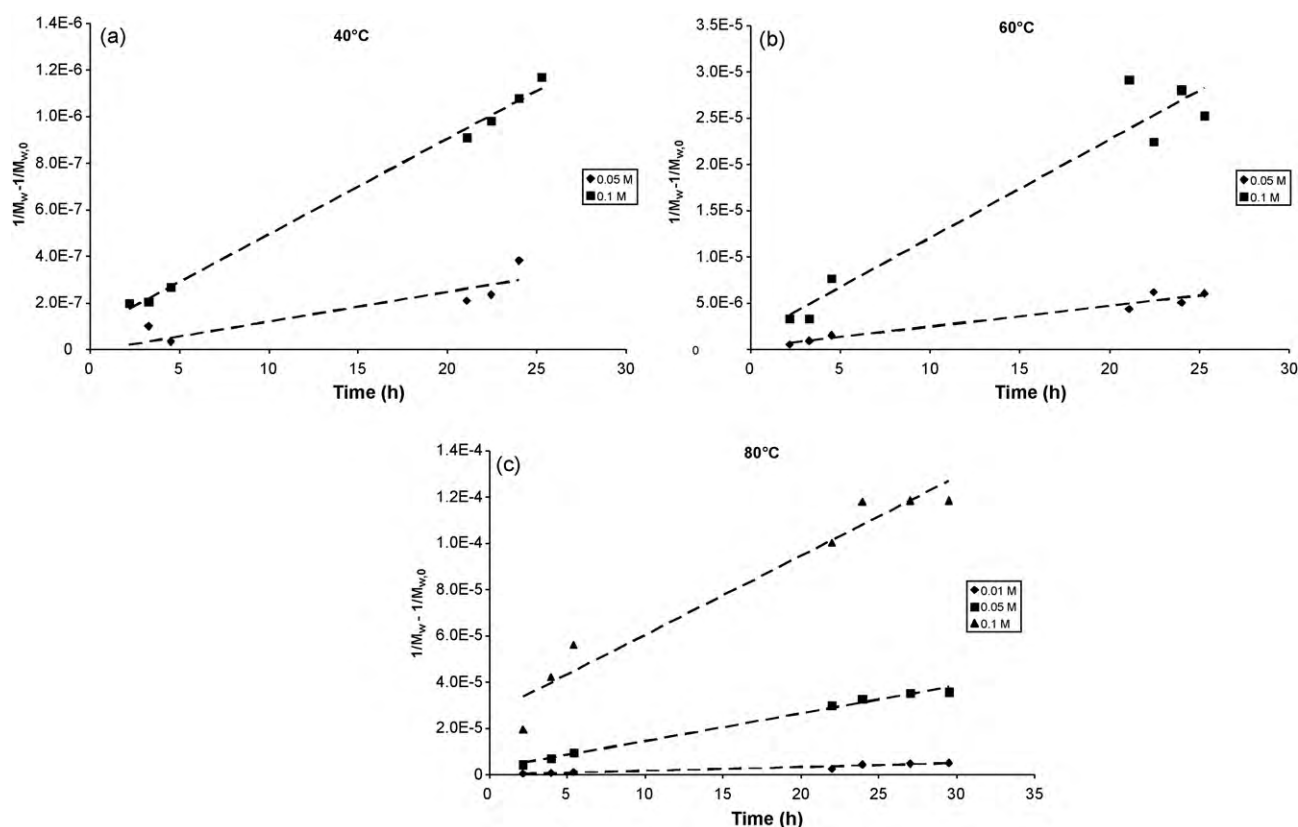 (a)
40°C
1.4E-6
1.2E-6
1.0E-6
8.0E-7
6.0E-7
4.0E-7
2.0E-7
0
1/Mw-1/Mw,0
0.05 M
0.1 M
0 5 10 15 20 25 30
Time (h)
(b)
60°C
3.5E-5
3.0E-5
2.5E-5
2.0E-5
1.5E-5
1.0E-5
5.0E-6
0
1/Mw-1/Mw,0
0.05 M
0.1 M
0 5 10 15 20 25 30
Time (h)
(c)
80°C
1.4E-4
1.2E-4
1.0E-4
8.0E-5
6.0E-5
4.0E-5
2.0E-5
0
1/Mw - 1/Mw,0
0.01 M
0.05 M
0.1 M
0 5 10 15 20 25 30 35
Time (h)